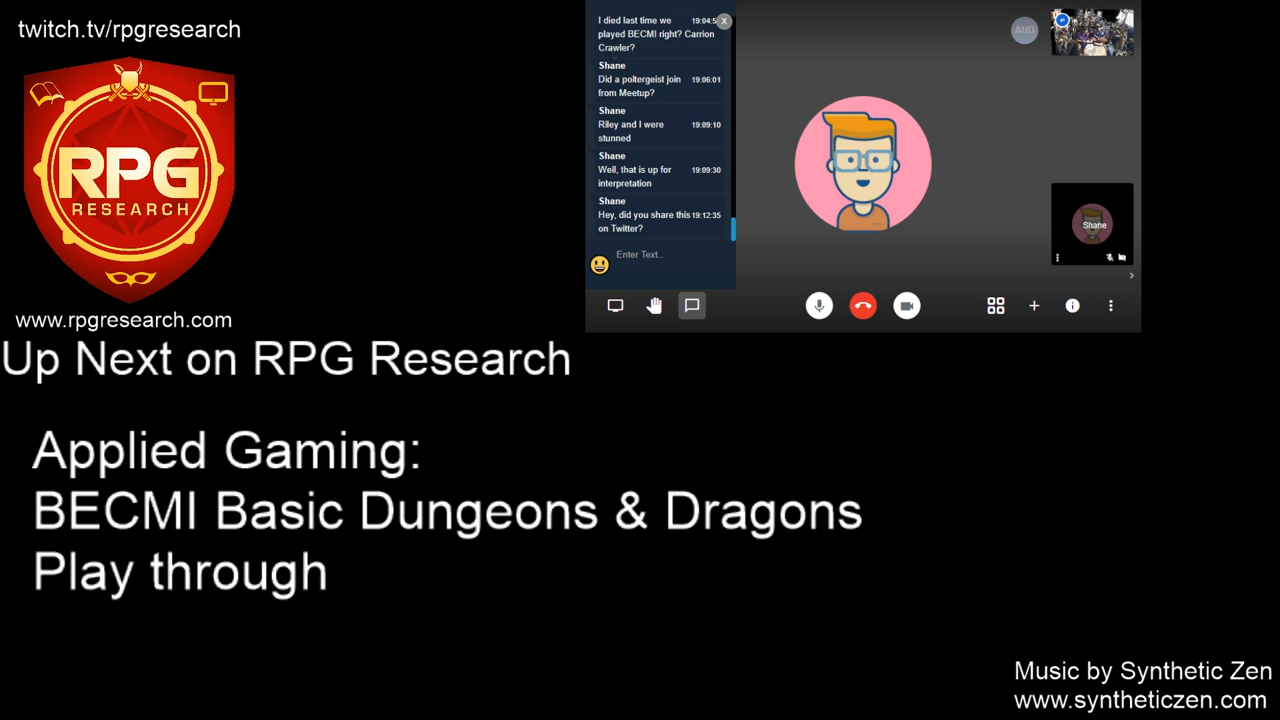 twitch.tv/rpgresearch
RPG
RESEARCH
www.rpgresearch.com
Up Next on RPG Research
Applied Gaming:
BECMI Basic Dungeons & Dragons
Play through
I died last time we
played BECMI right? Carrion
Crawler?
X
Shane
Did a poltergeist join 19:06:01
from Meetup?
Shane
Riley and I were 19:09:10
stunned
Shane
Well, that is up for 19:09:30
interpretation
Shane
Hey, did you share this 19:12:35
on Twitter?
Enter Text...
AUD
Shane
Music by Synthetic Zen
www.syntheticzen.com